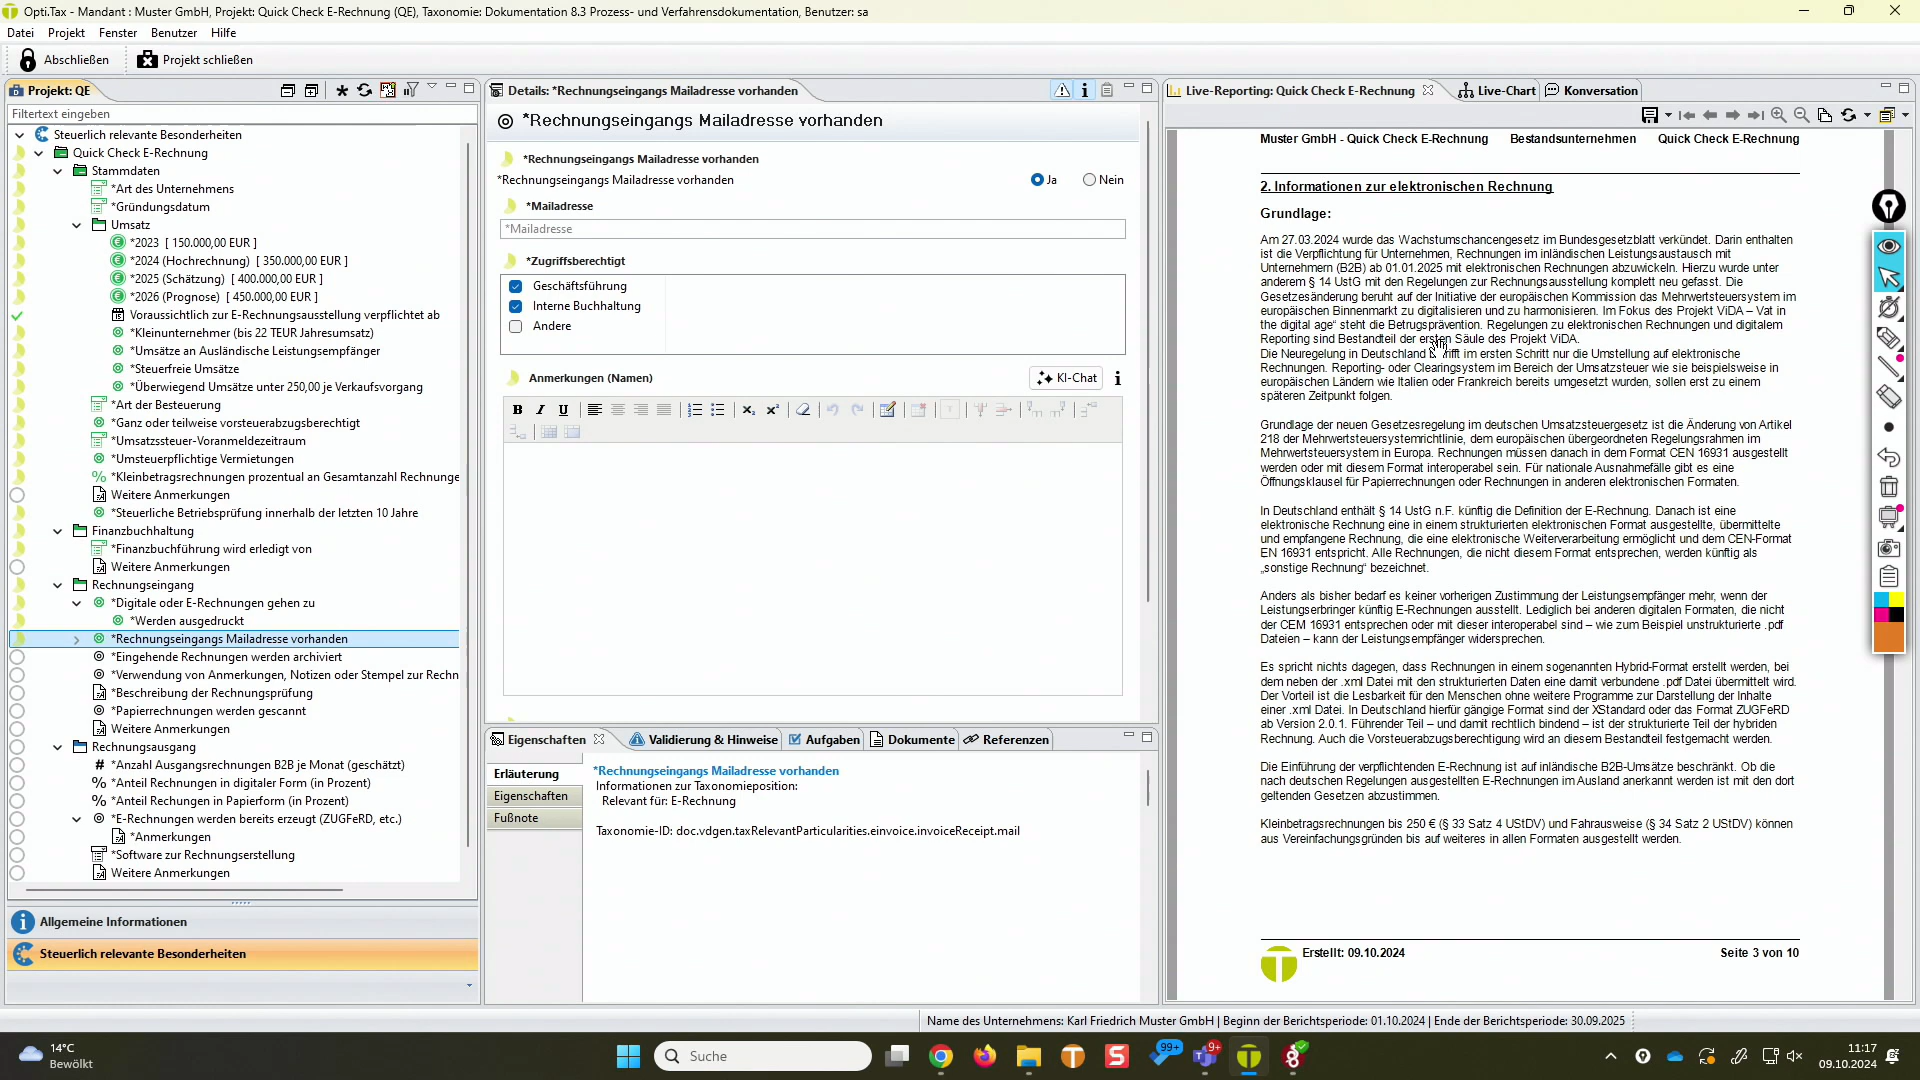 Opti.Tax - Mandant : Muster GmbH, Projekt: Quick Check E-Rechnung (QE), Taxonomie: Dokumentation 8.3 Prozess- und Verfahrensdokumentation, Benutzer: sa
Datei Projekt Fenster Benutzer Hilfe
Abschließen Projekt schließen
Projekt: QE
Filtertext eingeben
Steuerlich relevante Besonderheiten
Quick Check E-Rechnung
Stammdaten
*Art des Unternehmens
*Gründungsdatum
Umsatz
*2023 [ 150.000,00 EUR ]
*2024 (Hochrechnung) [ 350.000,00 EUR ]
*2025 (Schätzung) [ 400.000,00 EUR ]
*2026 (Prognose) [ 450.000,00 EUR ]
Voraussichtlich zur E-Rechnungsausstellung verpflichtet ab
*Kleinunternehmer (bis 22 TEUR Jahresumsatz)
*Umsätze an Ausländische Leistungsempfänger
*Steuerfreie Umsätze
*Überwiegend Umsätze unter 250,00 je Verkaufsvorgang
*Art der Besteuerung
*Ganz oder teilweise vorsteuerabzugsberechtigt
*Umsatzssteuer-Voranmeldezeitraum
*Umsteuerpflichtige Vermietungen
*Kleinbetragsrechnungen prozentual an Gesamtanzahl Rechnunge
Weitere Anmerkungen
*Steuerliche Betriebsprüfung innerhalb der letzten 10 Jahre
Finanzbuchhaltung
*Finanzbuchführung wird erledigt von
Weitere Anmerkungen
Rechnungseingang
*Digitale oder E-Rechnungen gehen zu
*Werden ausgedruckt
*Rechnungseingangs Mailadresse vorhanden
*Eingehende Rechnungen werden archiviert
*Verwendung von Anmerkungen, Notizen oder Stempel zur Rechn
*Beschreibung der Rechnungsprüfung
*Papierrechnungen werden gescannt
Weitere Anmerkungen
Rechnungsausgang
# *Anzahl Ausgangsrechnungen B2B je Monat (geschätzt)
% *Anteil Rechnungen in digitaler Form (in Prozent)
% *Anteil Rechungen in Papierform (in Prozent)
*E-Rechnungen werden bereits erzeugt (ZUGFeRD, etc.)
*Anmerkungen
*Software zur Rechnungserstellung
Weitere Anmerkungen
Allgemeine Informationen
Steuerlich relevante Besonderheiten
Details: *Rechnungseingangs Mailadresse vorhanden
*Rechnungseingangs Mailadresse vorhanden
*Rechnungseingangs Mailadresse vorhanden
*Rechnungseingangs Mailadresse vorhanden Ja Nein
*Mailadresse
*Mailadresse
*Zugriffsberechtigt
Geschäftsführung
Interne Buchhaltung
Andere
Anmerkungen (Namen) KI-Chat
B I U
Eigenschaften Validierung & Hinweise Aufgaben Dokumente Referenzen
Erläuterung
Eigenschaften
Fußnote
*Rechnungseingangs Mailadresse vorhanden
Informationen zur Taxonomieposition:
Relevant für: E-Rechnung
Taxonomie-ID: doc.vdgen.taxRelevantParticularities.einvoice.invoiceReceipt.mail
Live-Reporting: Quick Check E-Rechnung Live-Chart Konversation
Muster GmbH - Quick Check E-Rechnung Bestandsunternehmen Quick Check E-Rechnung
2. Informationen zur elektronischen Rechnung
Grundlage:
Am 27.03.2024 wurde das Wachstumschancengesetz im Bundesgesetzblatt verkündet. Darin enthalten
ist die Verpflichtung für Unternehmen, Rechnungen im inländischen Leistungsaustausch mit
Unternehmern (B2B) ab 01.01.2025 mit elektronischen Rechnungen abzuwickeln. Hierzu wurde unter
anderem § 14 UstG mit den Regelungen zur Rechnungsausstellung komplett neu gefasst. Die
Gesetzesänderung beruht auf der Initiative der europäischen Kommission das Mehrwertsteuersystem im
europäischen Binnenmarkt zu digitalisieren und zu harmonisieren. Im Fokus des Projekt ViDA – Vat in
the digital age“ steht die Betrugsprävention. Regelungen zu elektronischen Rechnungen und digitalem
Reporting sind Bestandteil der ersten Säule des Projekt ViDA.
Die Neuregelung in Deutschland im ersten Schritt nur die Umstellung auf elektronische
Rechnungen. Reporting- oder Clearingsystem im Bereich der Umsatzsteuer wie sie beispielsweise in
europäischen Ländern wie Italien oder Frankreich bereits umgesetzt wurden, sollen erst zu einem
späteren Zeitpunkt folgen.
Grundlage der neuen Gesetzesregelung im deutschen Umsatzsteuergesetz ist die Änderung von Artikel
218 der Mehrwertsteuersystemrichtlinie, dem europäischen übergeordneten Regelungsrahmen im
Mehrwertsteuersystem in Europa. Rechnungen müssen danach in dem Format CEN 16931 ausgestellt
werden oder mit diesem Format interoperabel sein. Für nationale Ausnahmefälle gibt es eine
Öffnungsklausel für Papierrechnungen oder Rechnungen in anderen elektronischen Formaten.
In Deutschland enthält § 14 UstG n.F. künftig die Definition der E-Rechnung. Danach ist eine
elektronische Rechnung eine in einem strukturierten elektronischen Format ausgestellte, übermittelte
und empfangene Rechnung, die eine elektronische Weiterverarbeitung ermöglicht und dem CEN-Format
EN 16931 entspricht. Alle Rechnungen, die nicht diesem Format entsprechen, werden künftig als
„sonstige Rechnung“ bezeichnet.
Anders als bisher bedarf es keiner vorherigen Zustimmung der Leistungsempfänger mehr, wenn der
Leistungserbringer künftig E-Rechnungen ausstellt. Lediglich bei anderen digitalen Formaten, die nicht
der CEM 16931 entsprechen oder mit dieser interoperabel sind – wie zum Beispiel unstrukturierte .pdf
Dateien – kann der Leistungsempfänger widersprechen.
Es spricht nichts dagegen, dass Rechnungen in einem sogenannten Hybrid-Format erstellt werden, bei
dem neben der .xml Datei mit den strukturierten Daten eine damit verbundene .pdf Datei übermittelt wird.
Der Vorteil ist die Lesbarkeit für den Menschen ohne weitere Programme zur Darstellung der Inhalte
einer .xml Datei. In Deutschland hierfür gängige Format sind der XStandard oder das Format ZUGFeRD
ab Version 2.0.1. Führender Teil – und damit rechtlich bindend – ist der strukturierte Teil der hybriden
Rechnung. Auch die Vorsteuerabzugsberechtigung wird an diesem Bestandteil festgemacht werden.
Die Einführung der verpflichtenden E-Rechnung ist auf inländische B2B-Umsätze beschränkt. Ob die
nach deutschen Regelungen ausgestellten E-Rechnungen im Ausland anerkannt werden ist mit den dort
geltenden Gesetzen abzustimmen.
Kleinbetragsrechnungen bis 250 € (§ 33 Satz 4 UStDV) und Fahrausweise (§ 34 Satz 2 UStDV) können
aus Vereinfachungsgründen bis auf weiteres in allen Formaten ausgestellt werden.
Erstellt: 09.10.2024 Seite 3 von 10
Name des Unternehmens: Karl Friedrich Muster GmbH | Beginn der Berichtsperiode: 01.10.2024 | Ende der Berichtsperiode: 30.09.2025
14°C
Bewölkt
Suche
99+
9+
11:17
09.10.2024